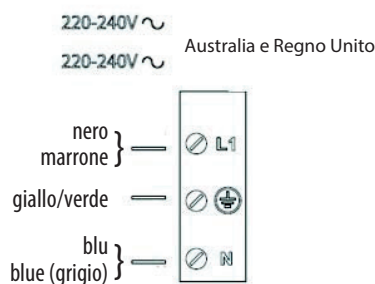 220-240V
220-240V
Australia e Regno Unito
nero
marrone
L1
giallo/verde
blu
blue (grigio)
N